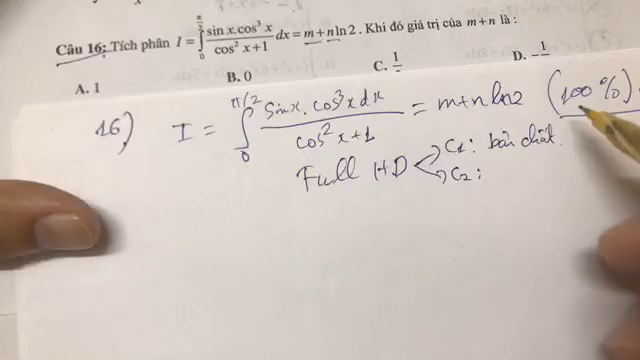 Câu 16: Tích phân I = ∫₀^{π/2} (sin x.cos³ x)/(cos² x+1) dx = m+n ln 2 . Khi đó giá trị của m+n là :
A. 1 B. 0 C. 1 D. -1
16) I = ∫₀^{π/2} (sinx . cos³x dx)/(cos² x+1) = m+n ln2 (100%)
Full HD C1: bản chất.
C2: